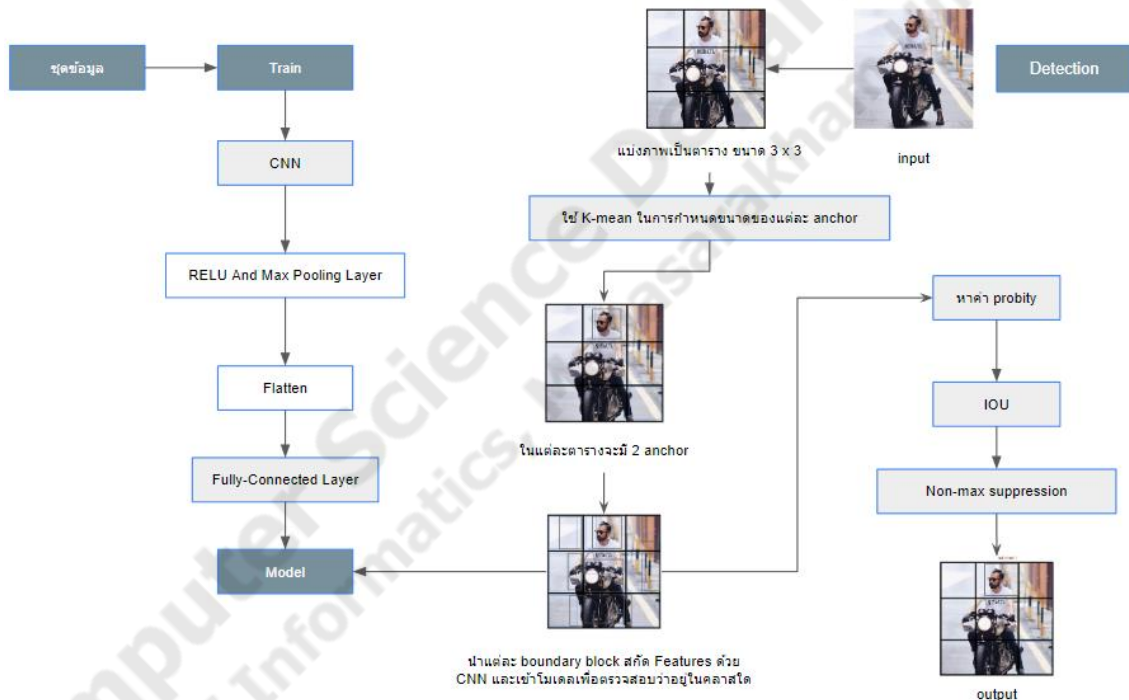 ชุดข้อมูล
Train
CNN
RELU And Max Pooling Layer
Flatten
Fully-Connected Layer
Model
Detection
input
แบ่งภาพเป็นตาราง ขนาด 3 x 3
ใช้ K-mean ในการกำหนดขนาดของแต่ละ anchor
ในแต่ละตารางจะมี 2 anchor
นำแต่ละ boundary block สกัด Features ด้วย
CNN และเข้าโมเดลเพื่อตรวจสอบว่าอยู่ในคลาสใด
หาค่า probity
IOU
Non-max suppression
output